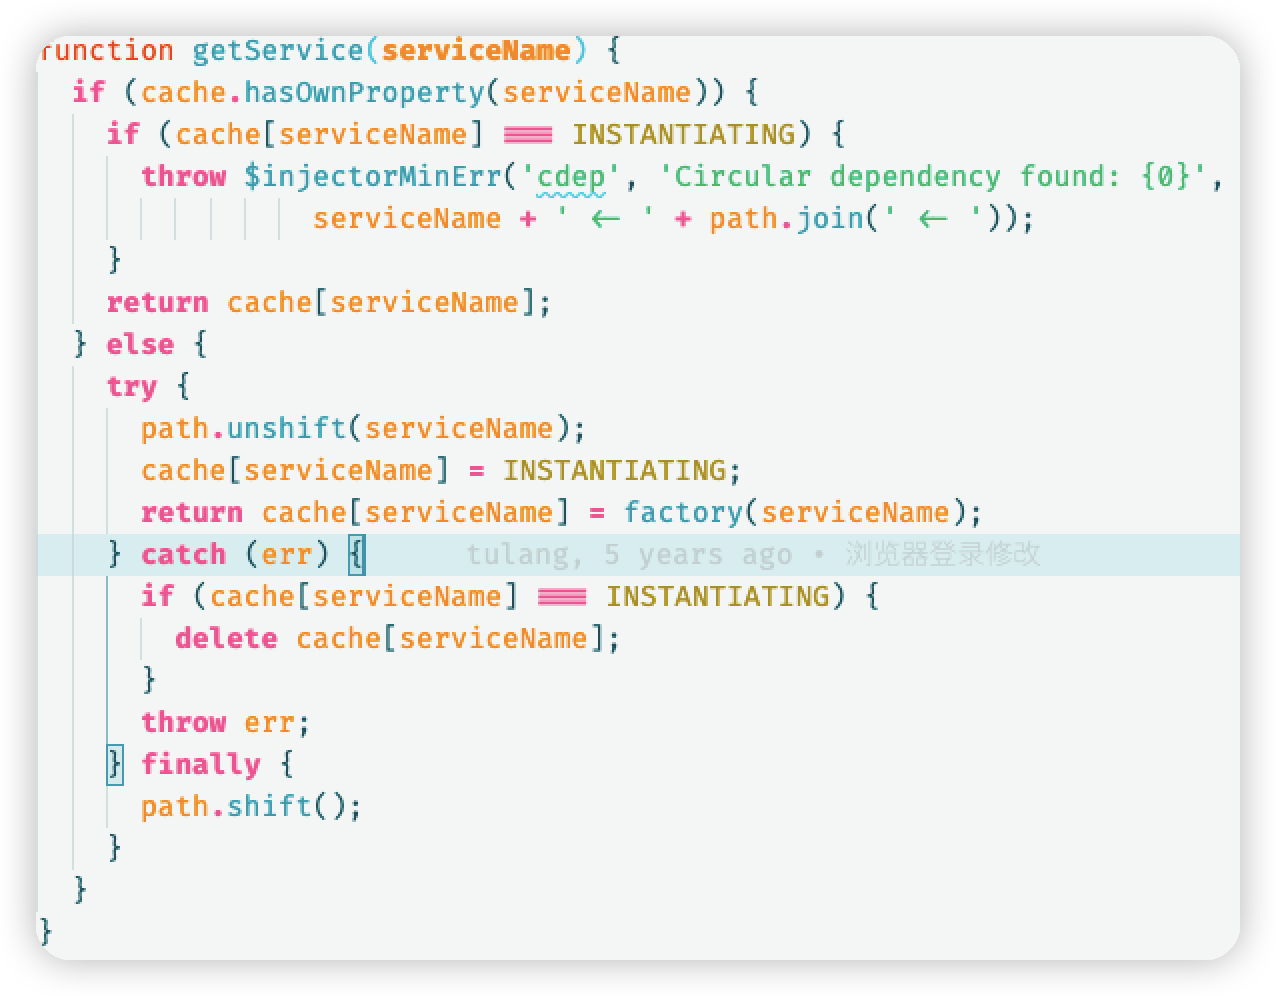 function getService(serviceName) {
  if (cache.hasOwnProperty(serviceName)) {
    if (cache[serviceName] === INSTANTIATING) {
      throw $injectorMinErr('cdep', 'Circular dependency found: {0}',
                serviceName + ' <- ' + path.join(' <- '));
    }
    return cache[serviceName];
  } else {
    try {
      path.unshift(serviceName);
      cache[serviceName] = INSTANTIATING;
      return cache[serviceName] = factory(serviceName);
    } catch (err) {      tulang, 5 years ago • 浏览器登录修改
      if (cache[serviceName] === INSTANTIATING) {
        delete cache[serviceName];
      }
      throw err;
    } finally {
      path.shift();
    }
  }
}